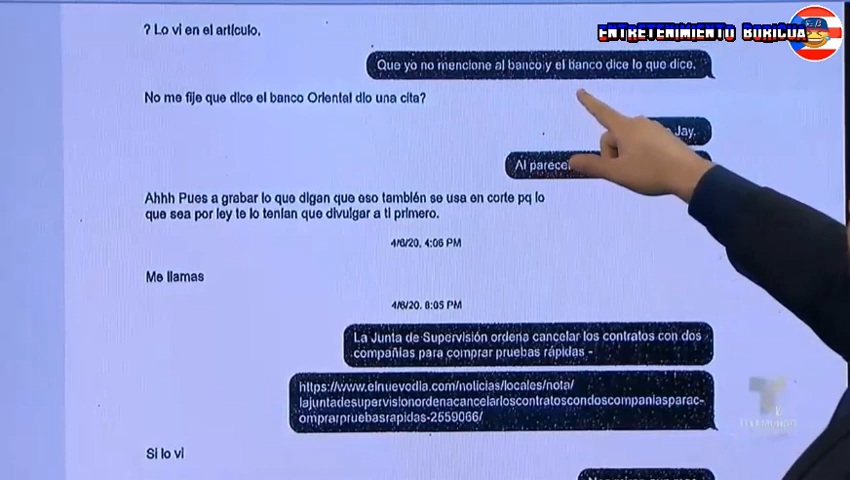 ENTRETENIMIENTO BORICUA
? Lo vi en el artículo,
Que yo no mencione al banco y el banco dice lo que dice.
No me fije que dice el banco Oriental dio una cita?
Jay.
Al parecer
Ahhh Pues a grabar lo que digan que eso también se usa en corte pq lo
que sea por ley te lo tenían que divulgar a ti primero.
4/6/20, 4:06 PM
Me llamas
4/6/20, 8:05 PM
La Junta de Supervisión ordena cancelar los contratos con dos
compañías para comprar pruebas rápidas -
https://www.elnuevodia.com/noticias/locales/nota/
lajuntadesupervisionordenacancelarloscontratoscondoscompaniasparac-
omprarpruebasrapidas-2559066/
Si lo vi
TELEMUNDO